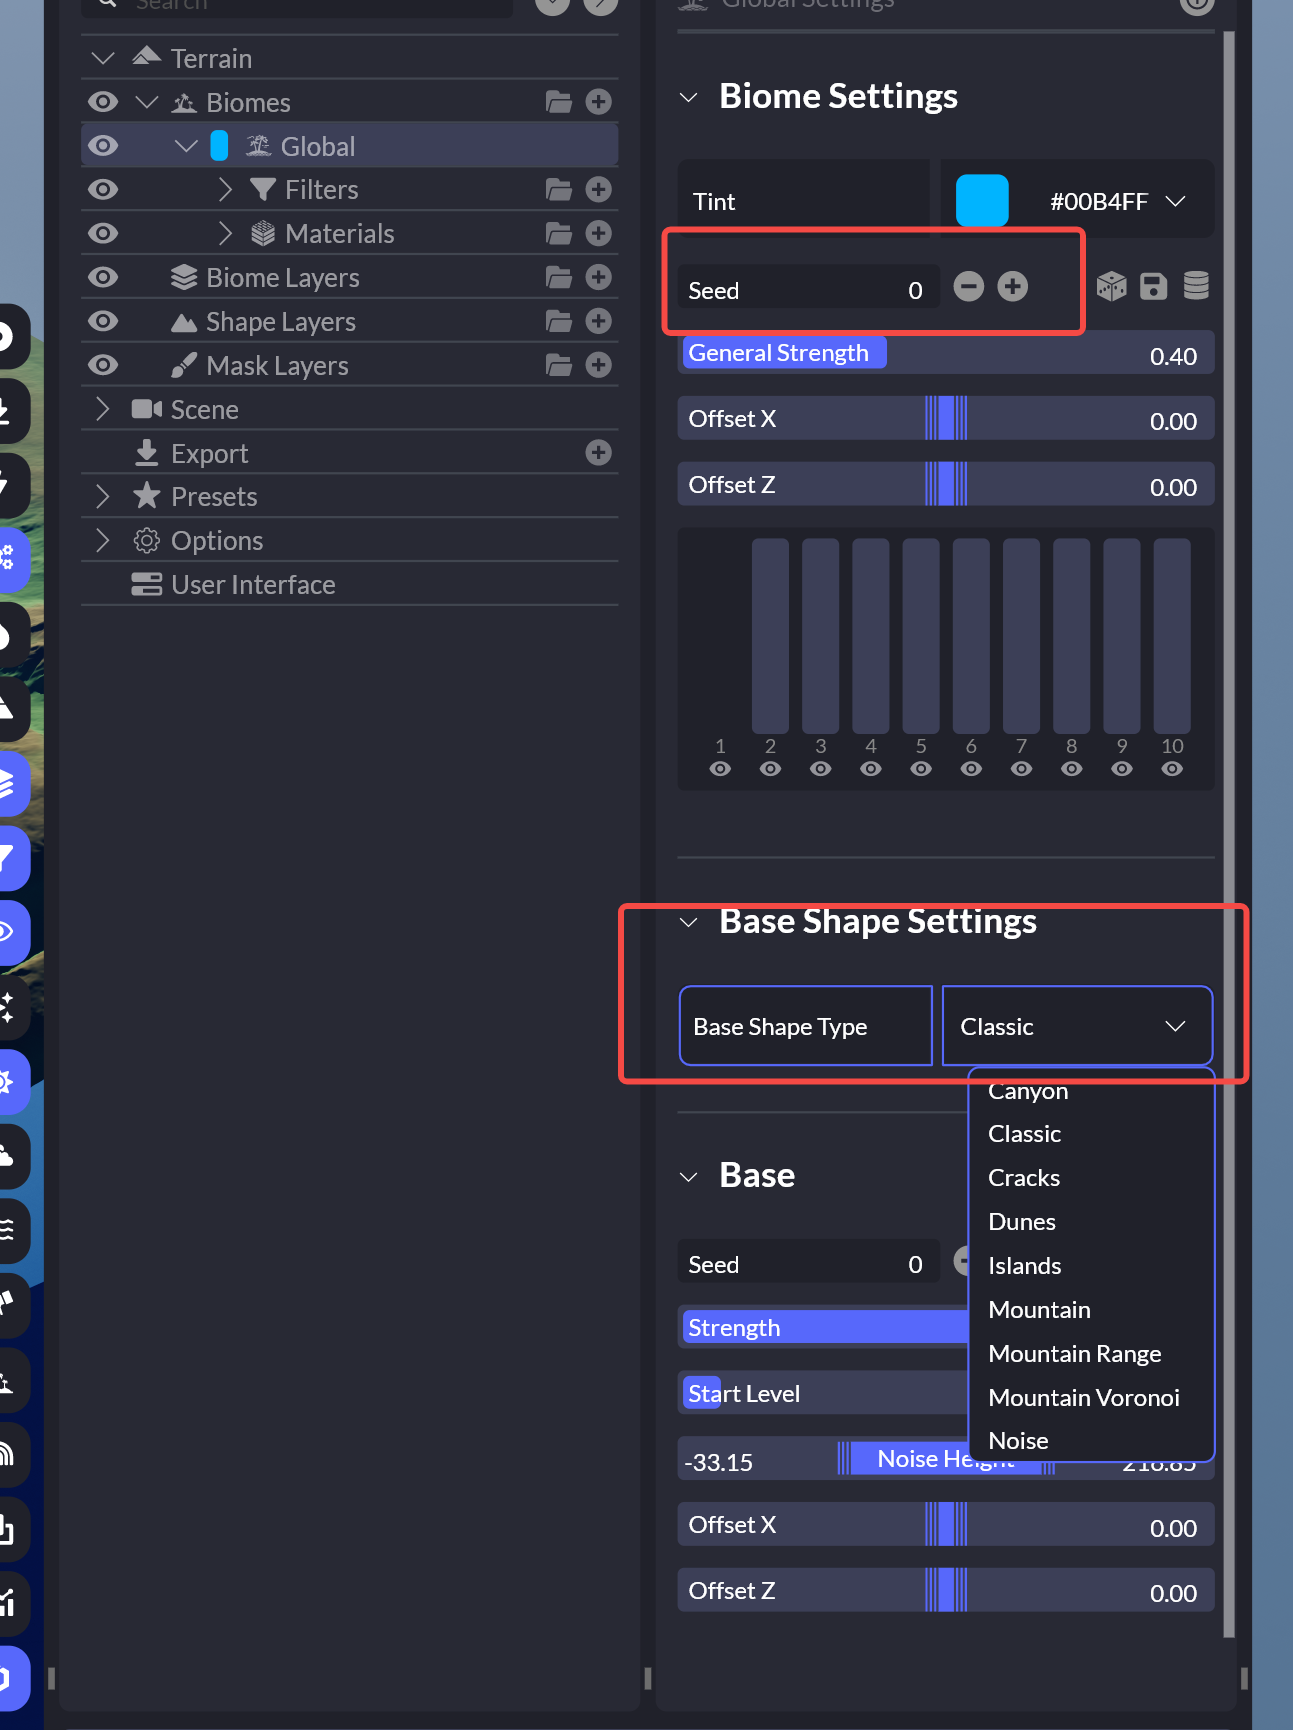 Search
Terrain
Biomes
Global
Filters
Materials
Biome Layers
Shape Layers
Mask Layers
Scene
Export
Presets
Options
User Interface
Global Settings
Biome Settings
Tint #00B4FF
Seed 0
General Strength 0.40
Offset X 0.00
Offset Z 0.00
1 2 3 4 5 6 7 8 9 10
Base Shape Settings
Base Shape Type Classic
Canyon
Classic
Cracks
Dunes
Islands
Mountain
Mountain Range
Mountain Voronoi
Noise
Base
Seed 0
Strength
Start Level
-33.15 Noise Height 216.85
Offset X 0.00
Offset Z 0.00